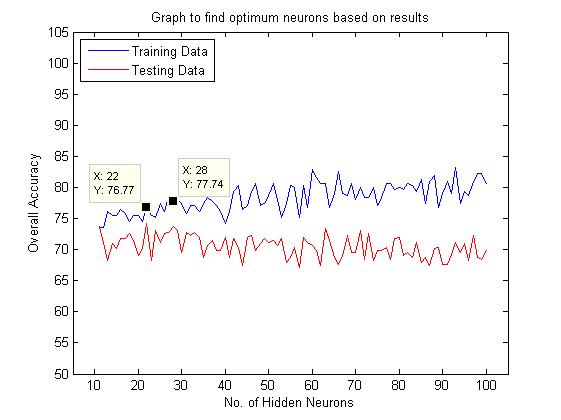 Graph to find optimum neurons based on results
105
100
95
90
85
80
75
70
65
60
55
50
Overall Accuracy
Training Data
Testing Data
X: 22
Y: 76.77
X: 28
Y: 77.74
10 20 30 40 50 60 70 80 90 100
No. of Hidden Neurons